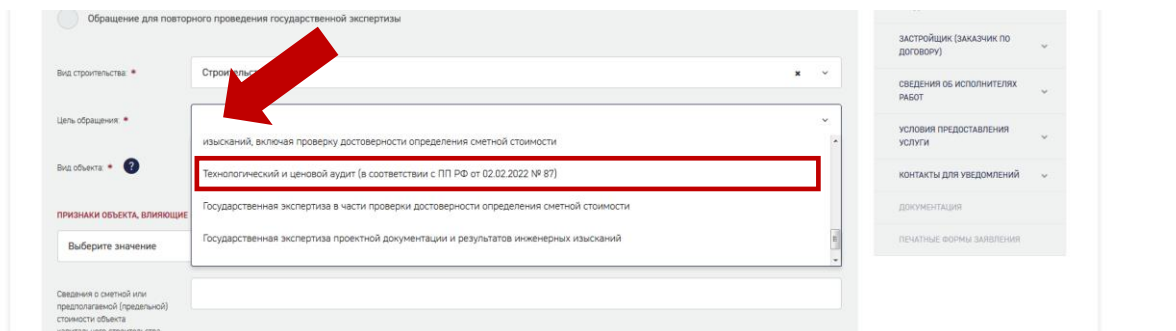 Обращение для повторного проведения государственной экспертизы
Вид строительства: *
Цель обращения: *
изысканий, включая проверку достоверности определения сметной стоимости
Вид объекта: * ?
Технологический и ценовой аудит (в соответствии с ПП РФ от 02.02.2022 № 87)
Государственная экспертиза в части проверки достоверности определения сметной стоимости
ПРИЗНАКИ ОБЪЕКТА, ВЛИЯЮЩИЕ
Выберите значение
Государственная экспертиза проектной документации и результатов инженерных изысканий
Сведения о сметной или
предполагаемой (предельной)
стоимости объекта
ЗАСТРОЙЩИК (ЗАКАЗЧИК ПО
ДОГОВОРУ)
СВЕДЕНИЯ ОБ ИСПОЛНИТЕЛЯХ
РАБОТ
УСЛОВИЯ ПРЕДОСТАВЛЕНИЯ
УСЛУГИ
КОНТАКТЫ ДЛЯ УВЕДОМЛЕНИЙ
ДОКУМЕНТАЦИЯ
ПЕЧАТНЫЕ ФОРМЫ ЗАЯВЛЕНИЯ